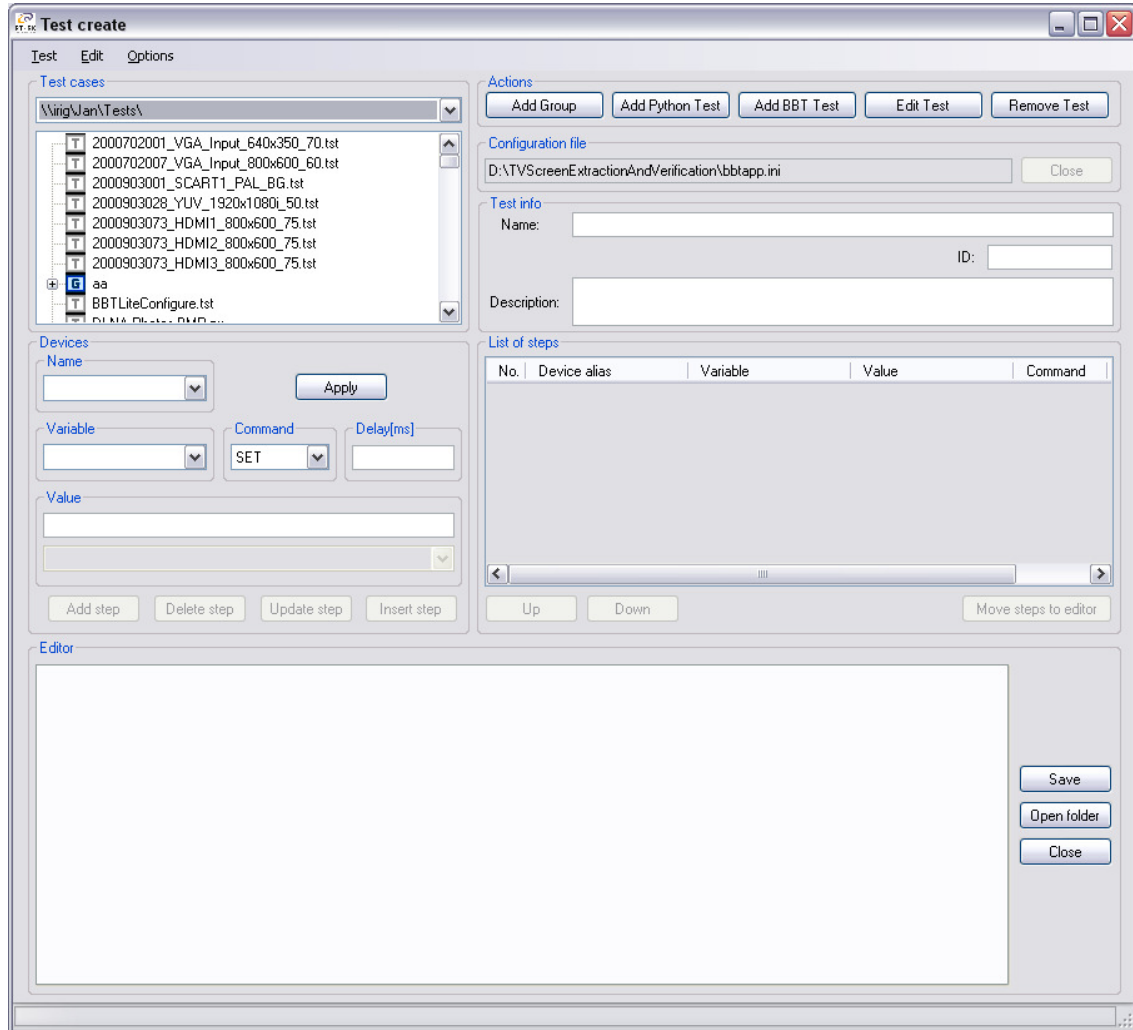 Test create
Test Edit Options
Test cases
\\irig\Jan\Tests\
2000702001_VGA_Input_640x350_70.tst
2000702007_VGA_Input_800x600_60.tst
2000903001_SCART1_PAL_BG.tst
2000903028_YUV_1920x1080i_50.tst
2000903073_HDMI1_800x600_75.tst
2000903073_HDMI2_800x600_75.tst
2000903073_HDMI3_800x600_75.tst
G aa
BBTLiteConfigure.tst
Actions
Add Group Add Python Test Add BBT Test Edit Test Remove Test
Configuration file
D:\TVScreenExtractionAndVerification\bbtapp.ini Close
Test info
Name:
ID:
Description:
Devices
Name
Apply
Variable Command Delay[ms]
SET
Value
Add step Delete step Update step Insert step
List of steps
No. Device alias Variable Value Command
Up Down Move steps to editor
Editor
Save
Open folder
Close